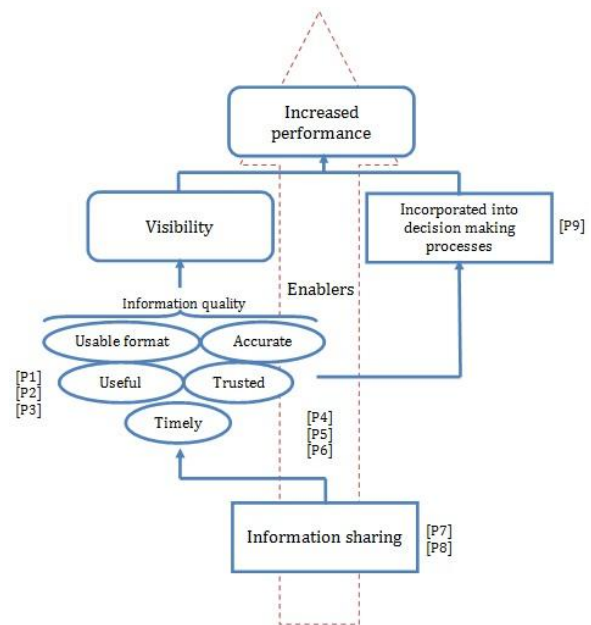 Increased
performance
Visibility
Incorporated into
decision making
processes
[P9]
Enablers
Information quality
Usable format
Accurate
Useful
Trusted
Timely
[P1]
[P2]
[P3]
[P4]
[P5]
[P6]
Information sharing
[P7]
[P8]